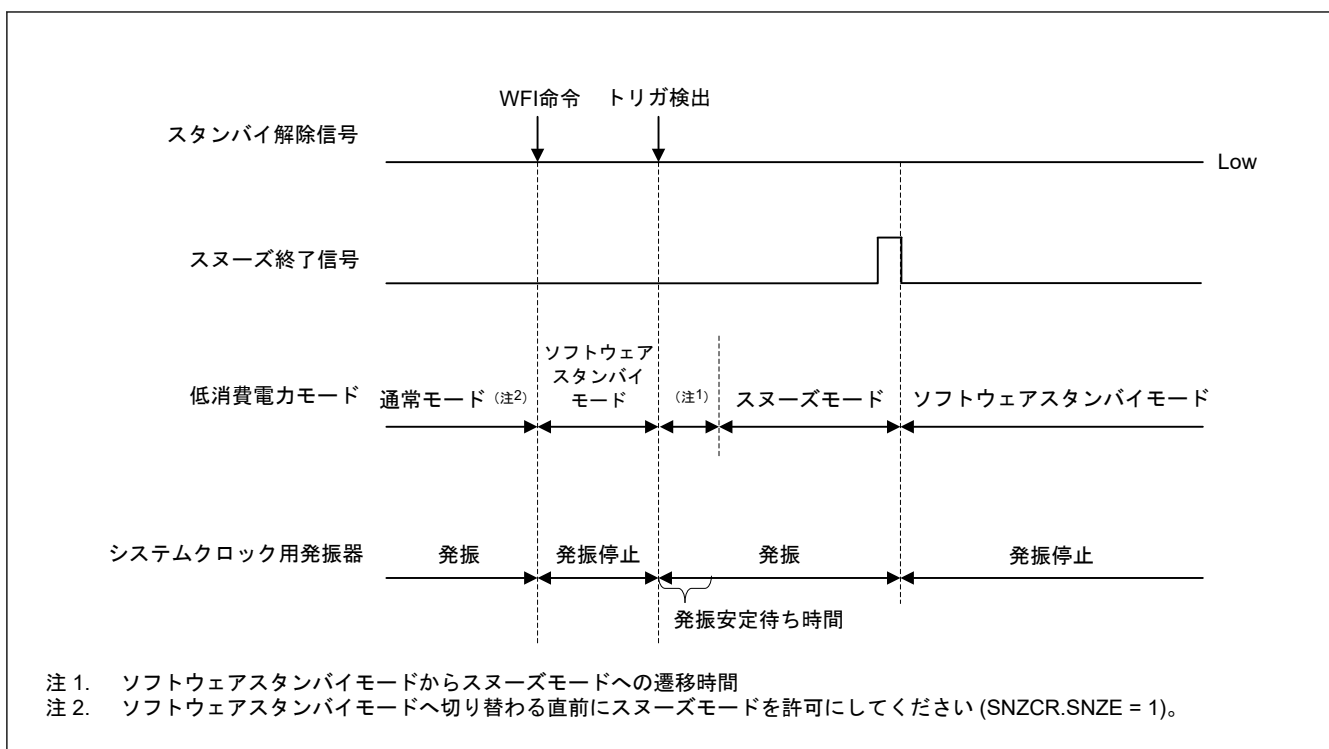 WFI命令 トリガ検出
スタンバイ解除信号
Low
スヌーズ終了信号
ソフトウェア
スタンバイ
モード
低消費電力モード 通常モード (注2) (注1) スヌーズモード ソフトウェアスタンバイモード
システムクロック用発振器 発振 発振停止 発振 発振停止
発振安定待ち時間
注 1. ソフトウェアスタンバイモードからスヌーズモードへの遷移時間
注 2. ソフトウェアスタンバイモードへ切り替わる直前にスヌーズモードを許可にしてください (SNZCR.SNZE = 1)。